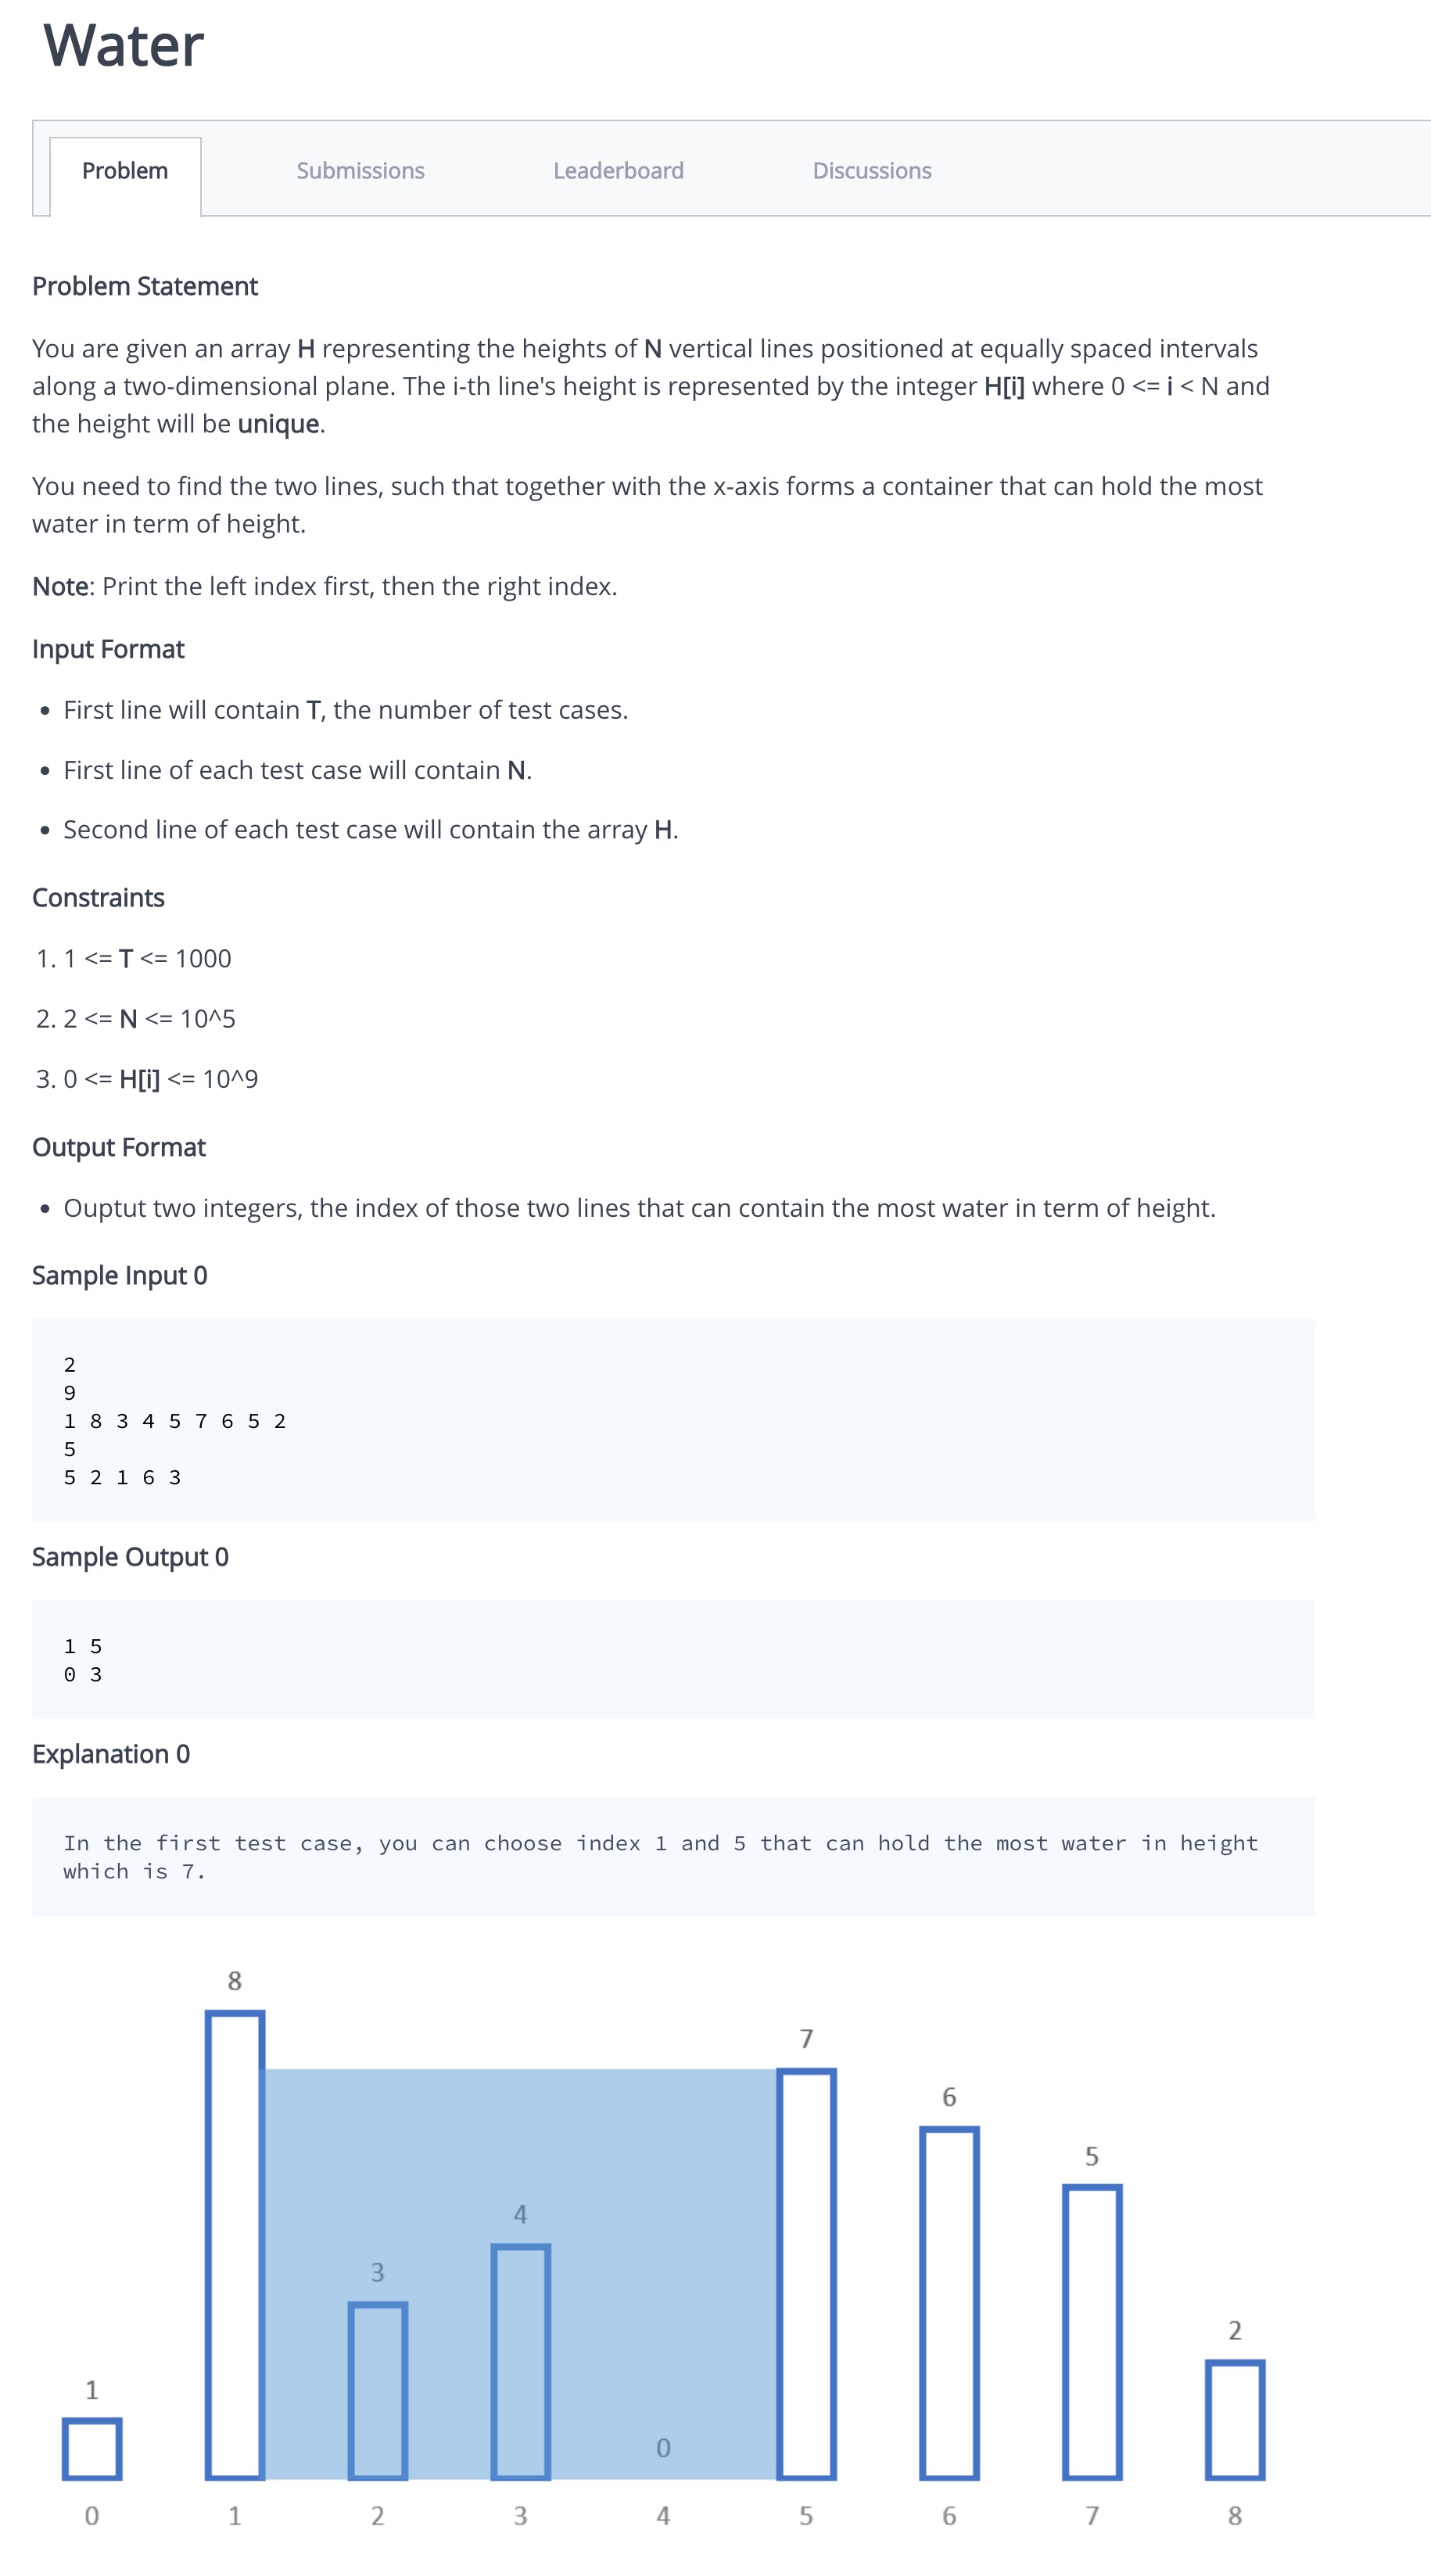 Water
Problem
Submissions
Leaderboard
Discussions
Problem Statement
You are given an array H representing the heights of N vertical lines positioned at equally spaced intervals
along a two-dimensional plane. The i-th line's height is represented by the integer H[i] where 0 <= i < N and
the height will be unique.
You need to find the two lines, such that together with the x-axis forms a container that can hold the most
water in term of height.
Note: Print the left index first, then the right index.
Input Format
• First line will contain T, the number of test cases.
• First line of each test case will contain N.
• Second line of each test case will contain the array H.
Constraints
1. 1 <= T <= 1000
2. 2 <= N <= 10^5
3. 0 <= H[i] <= 10^9
Output Format
• Ouptut two integers, the index of those two lines that can contain the most water in term of height.
Sample Input 0
2
9
1 8 3 4 5 7 6 5 2
5
5 2 1 6 3
Sample Output 0
1 5
0 3
Explanation 0
In the first test case, you can choose index 1 and 5 that can hold the most water in height
which is 7.
8
7
6
5
4
3
2
1
0
0 1 2 3 4 5 6 7 8